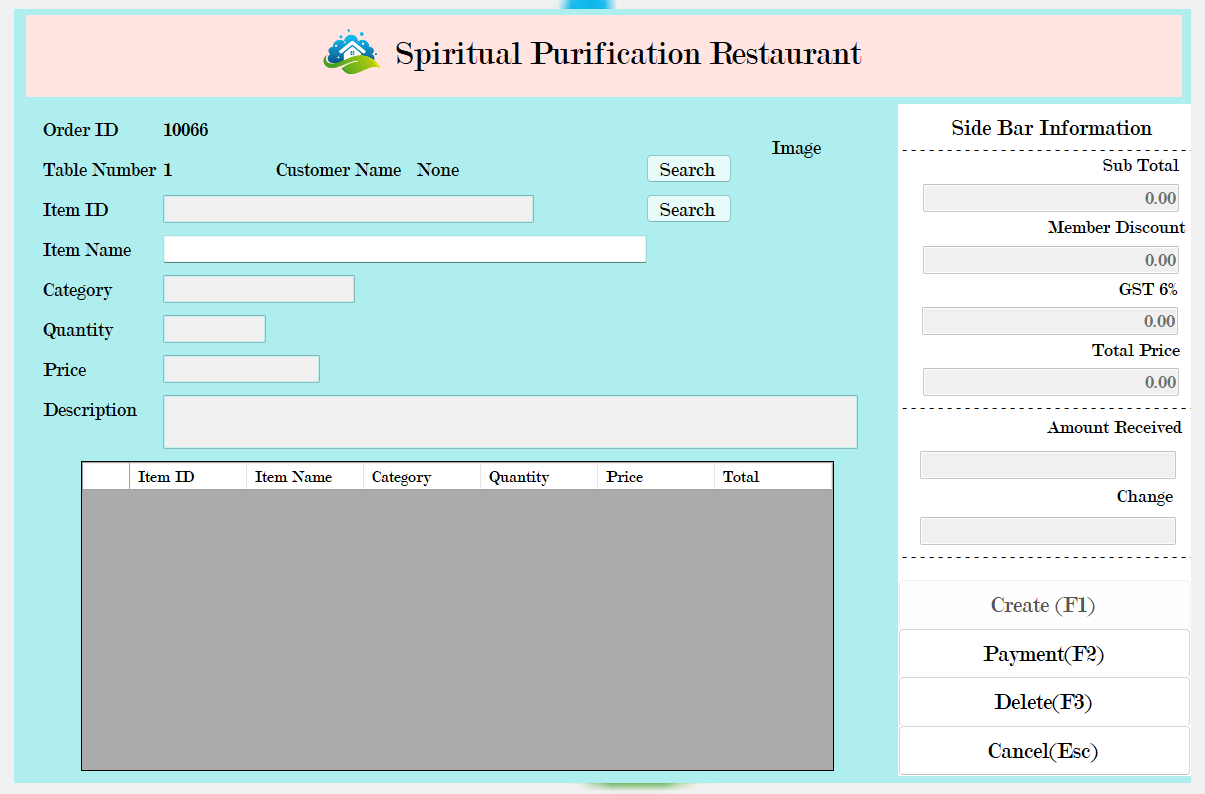 Spiritual Purification Restaurant
Order ID 10066
Image
Table Number 1 Customer Name None Search
Item ID Search
Item Name
Category
Quantity
Price
Description
Item ID Item Name Category Quantity Price Total
Side Bar Information
Sub Total
0.00
Member Discount
0.00
GST 6%
0.00
Total Price
0.00
Amount Received
Change
Create (F1)
Payment(F2)
Delete(F3)
Cancel(Esc)